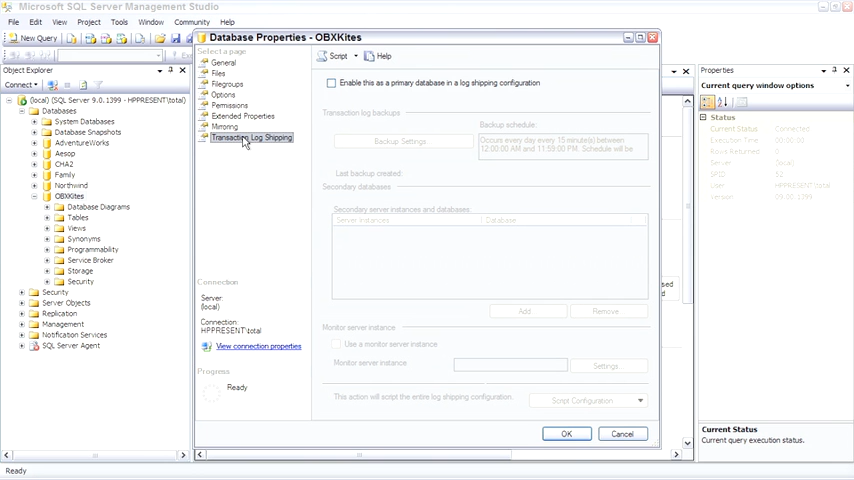 Microsoft SQL Server Management Studio
File Edit View Project Tools Window Community Help
New Query
Object Explorer
Connect
(local) (SQL Server 9.0.1399 - HPPRESENT\total)
Databases
System Databases
Database Snapshots
AdventureWorks
Aesop
CHA2
Family
Northwind
OBXKites
Database Diagrams
Tables
Views
Synonyms
Programmability
Service Broker
Storage
Security
Security
Server Objects
Replication
Management
Notification Services
SQL Server Agent
Database Properties - OBXKites
Select a page
General
Files
Filegroups
Options
Permissions
Extended Properties
Mirroring
Transaction Log Shipping
Connection
Server:
(local)
Connection:
HPPRESENT\total
View connection properties
Progress
Ready
Script Help
Enable this as a primary database in a log shipping configuration
Transaction log backups
Backup schedule:
Backup Settings...
Occurs every day every 15 minute(s) between
12:00:00 AM and 11:59:00 PM. Schedule will be
Last backup created:
Secondary databases
Secondary server instances and databases:
Server instances Database
Add Remove
Monitor server instance
Use a monitor server instance
Monitor server instance Settings...
This action will script the entire log shipping configuration. Script Configuration
OK Cancel
Properties
Current query window options
Status
Current Status Connected
Execution Time 00:00:00
Rows Returned 0
Server (local)
SPID 52
User HPPRESENT\total
Version 09.00.1399
Current Status
Current query execution status.
Ready